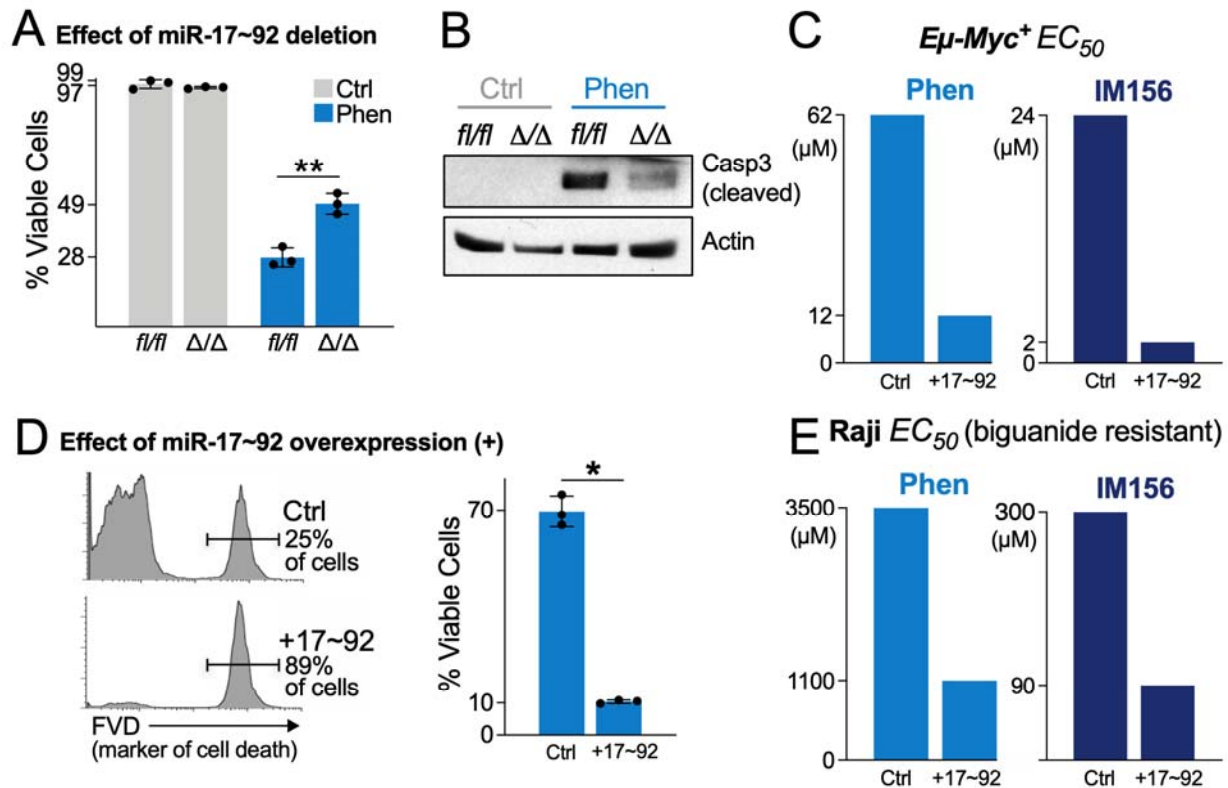 A Effect of miR-17~92 deletion
99
97
49
28
% Viable Cells
Ctrl
Phen
**
fl/fl Δ/Δ fl/fl Δ/Δ
B
Ctrl Phen
fl/fl Δ/Δ fl/fl Δ/Δ
Casp3
(cleaved)
Actin
C Eμ-Myc+ EC50
Phen IM156
62
(μM)
12
0
Ctrl +17~92
24
(μM)
2
0
Ctrl +17~92
D Effect of miR-17~92 overexpression (+)
Ctrl
25%
of cells
+17~92
89%
of cells
FVD
(marker of cell death)
% Viable Cells
70
10
0
*
Ctrl +17~92
E Raji EC50 (biguanide resistant)
Phen IM156
3500
(μM)
1100
0
Ctrl +17~92
300
(μM)
90
Ctrl +17~92